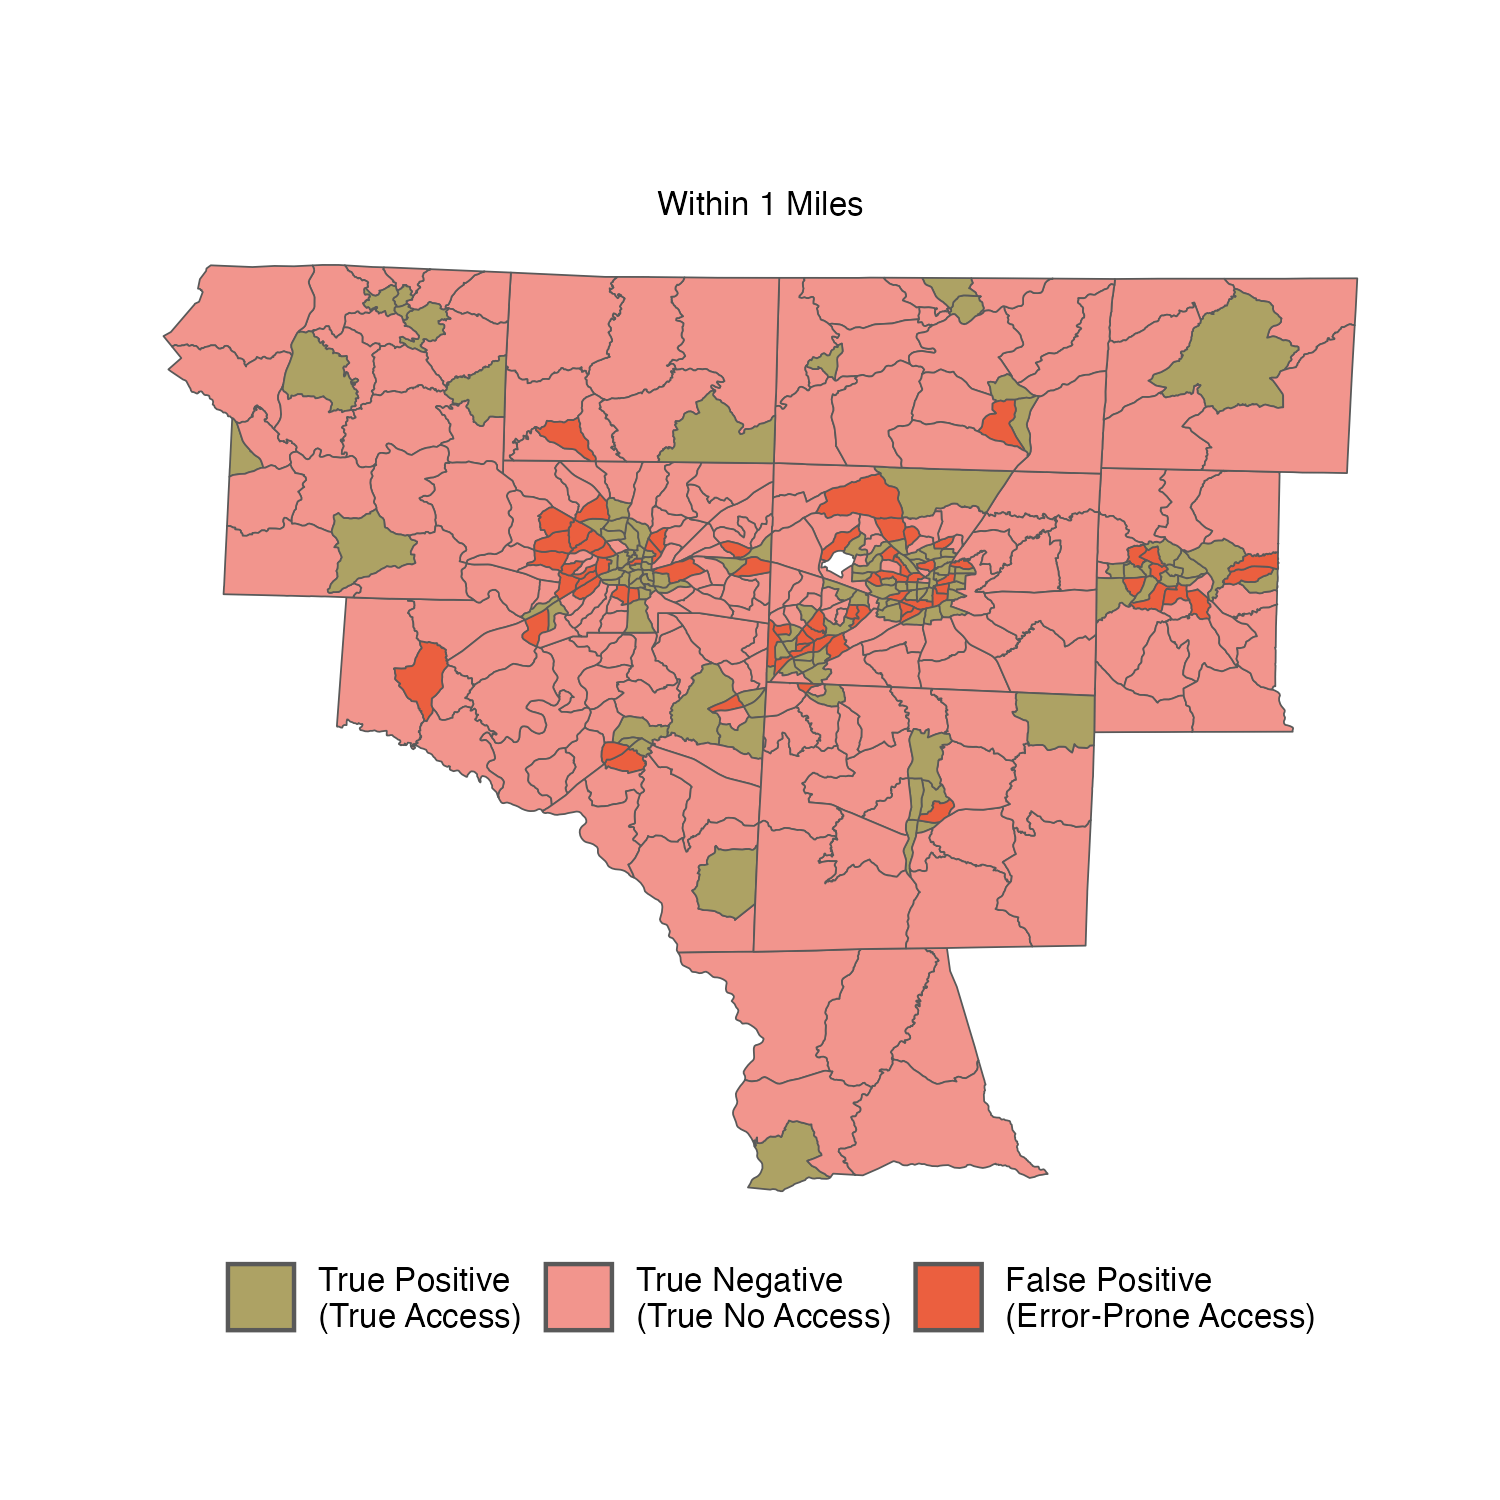 Within 1 Miles
True Positive
(True Access)
True Negative
(True No Access)
False Positive
(Error-Prone Access)